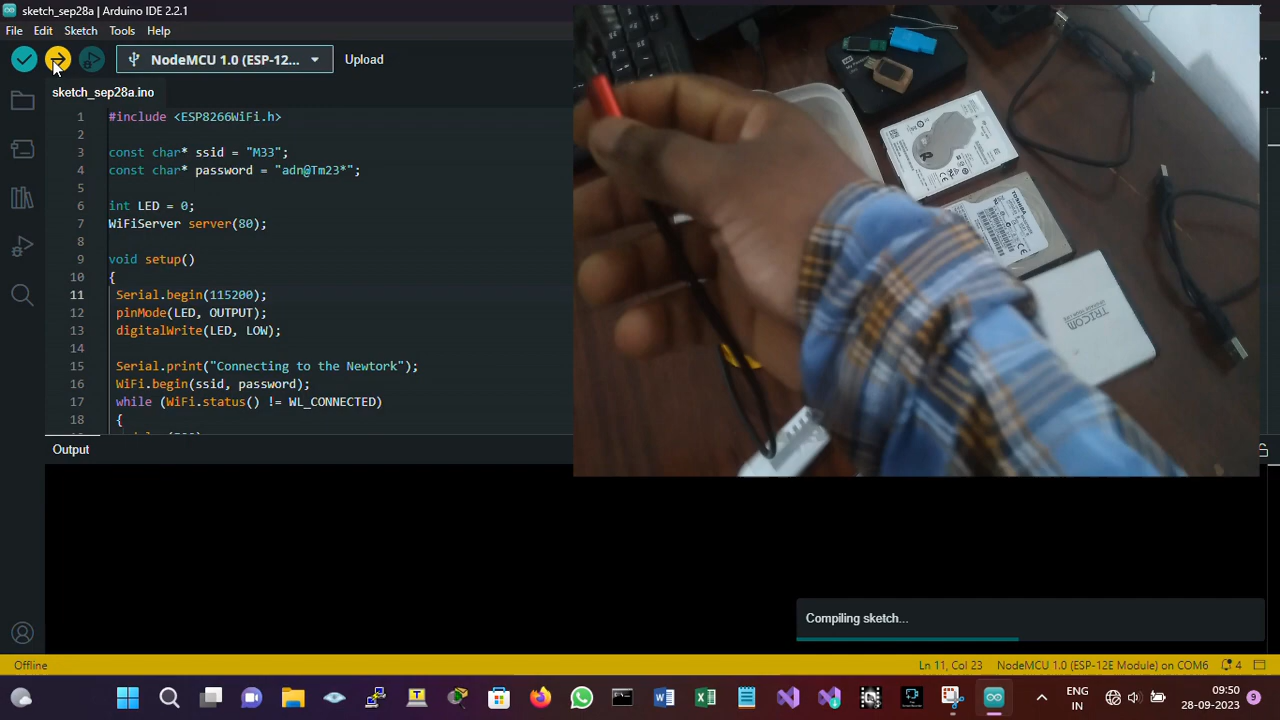 sketch_sep28a | Arduino IDE 2.2.1
File Edit Sketch Tools Help
NodeMCU 1.0 (ESP-12... Upload
sketch_sep28a.ino
1 #include <ESP8266WiFi.h>
2
3 const char* ssid = "M33";
4 const char* password = "adn@Tm23*";
5
6 int LED = 0;
7 WiFiServer server(80);
8
9 void setup()
10 {
11 Serial.begin(115200);
12 pinMode(LED, OUTPUT);
13 digitalWrite(LED, LOW);
14
15 Serial.print("Connecting to the Newtork");
16 WiFi.begin(ssid, password);
17 while (WiFi.status() != WL_CONNECTED)
18 {
Output
My Passport
R
TOSHIBA
TRICOM
Compiling sketch...
Offline
Ln 11, Col 23 NodeMCU 1.0 (ESP-12E Module) on COM6 4
ENG
IN
09:50
28-09-2023
9